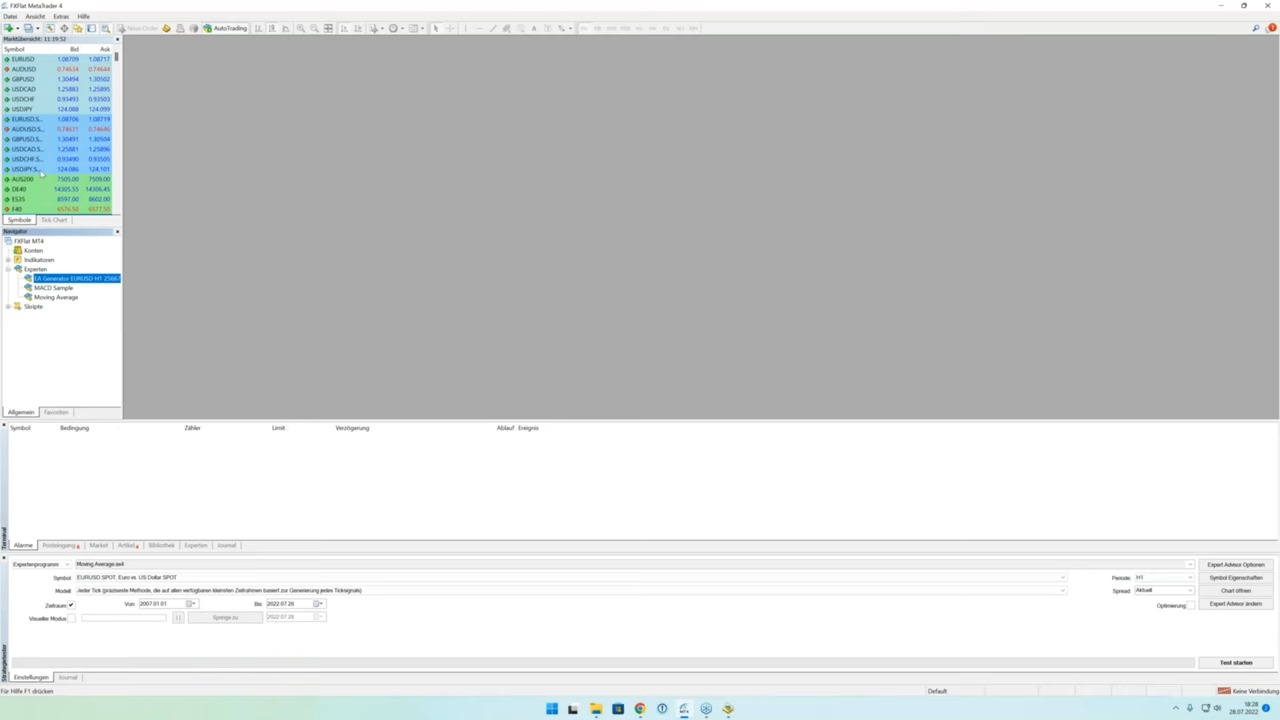 FXFlat MetaTrader 4
Datei Ansicht Extras Hilfe
Neue Order AutoTrading
Marktübersicht: 11:19:52
Symbol Bid Ask
EURUSD 1.08709 1.08717
AUDUSD 0.74634 0.74644
GBPUSD 1.30494 1.30502
USDCAD 1.25883 1.25895
USDCHF 0.93493 0.93503
USDJPY 124.088 124.099
EURUSD.S... 1.08706 1.08719
AUDUSD.S... 0.74631 0.74646
GBPUSD.S... 1.30491 1.30504
USDCAD.S... 1.25881 1.25896
USDCHF.S... 0.93490 0.93505
USDJPY.S... 124.086 124.101
AUS200 7505.00 7509.00
DE40 14305.55 14306.45
ES35 8597.00 8602.00
F40 6576.50 6577.50
Symbole Tick Chart
Navigator
FXFlat MT4
Konten
Indikatoren
Experten
EA Generator EURUSD H1 25667
MACD Sample
Moving Average
Skripte
Allgemein Favoriten
Symbol Bedingung Zähler Limit Verzögerung Ablauf Ereignis
Terminal
Alarme Posteingang Market Artikel Bibliothek Experten Journal
Expertenprogramm Moving Average.ex4 Expert Advisor Optionen
Symbol: EURUSD.SPOT, Euro vs. US Dollar SPOT Periode: H1 Symbol Eigenschaften
Modell: Jeder Tick (präziseste Methode, die auf allen verfügbaren kleinsten Zeitrahmen basiert zur Generierung jedes Ticksignals) Spread: Aktuell Chart öffnen
Zeitraum Von: 2007.01.01 Bis: 2022.07.26 Optimierung: Expert Advisor ändern
Visueller Modus Springe zu 2022.07.28
Strategietester
Test starten
Einstellungen Journal
Für Hilfe F1 drücken Default Keine Verbindung
18:28
28.07.2022